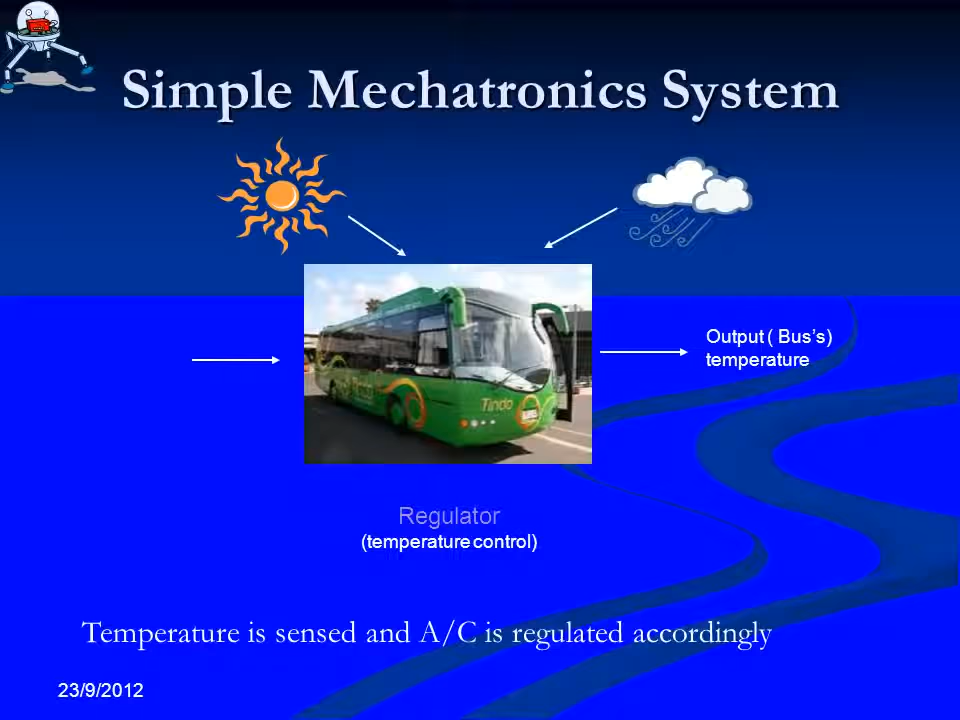 Simple Mechatronics System
Output ( Bus's)
temperature
Tindo
Regulator
(temperature control)
Temperature is sensed and A/C is regulated accordingly
23/9/2012